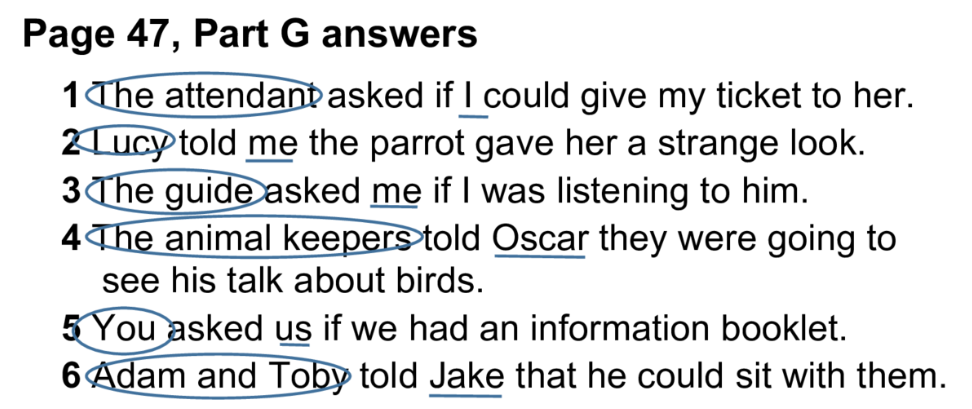 Page 47, Part G answers
1 The attendant asked if I could give my ticket to her.
2 Lucy told me the parrot gave her a strange look.
3 The guide asked me if I was listening to him.
4 The animal keepers told Oscar they were going to
see his talk about birds.
5 You asked us if we had an information booklet.
6 Adam and Toby told Jake that he could sit with them.